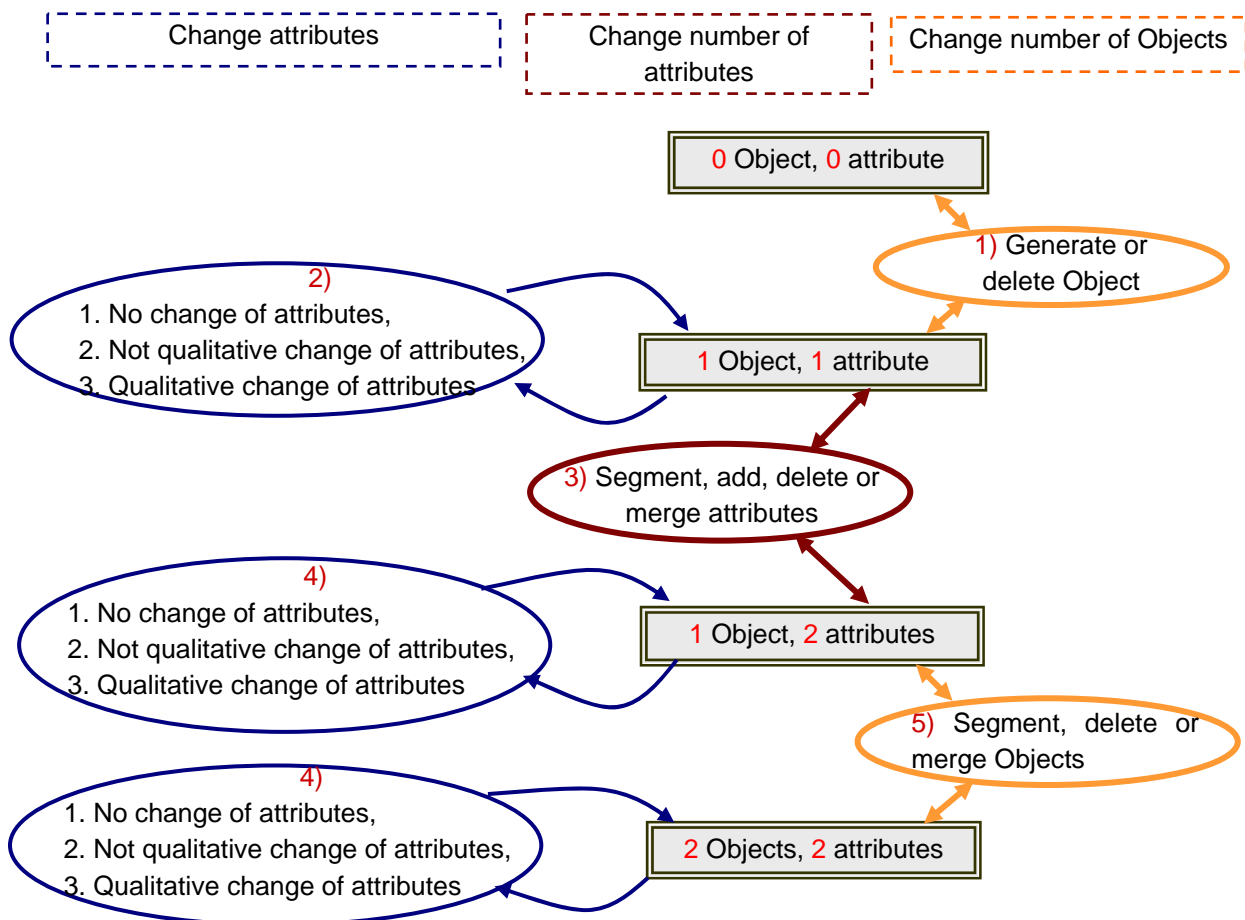 Change attributes
Change number of
attributes
Change number of Objects
0 Object, 0 attribute
1) Generate or
delete Object
2)
1. No change of attributes,
2. Not qualitative change of attributes,
3. Qualitative change of attributes
1 Object, 1 attribute
3) Segment, add, delete or
merge attributes
4)
1. No change of attributes,
2. Not qualitative change of attributes,
3. Qualitative change of attributes
1 Object, 2 attributes
5) Segment, delete or
merge Objects
4)
1. No change of attributes,
2. Not qualitative change of attributes,
3. Qualitative change of attributes
2 Objects, 2 attributes